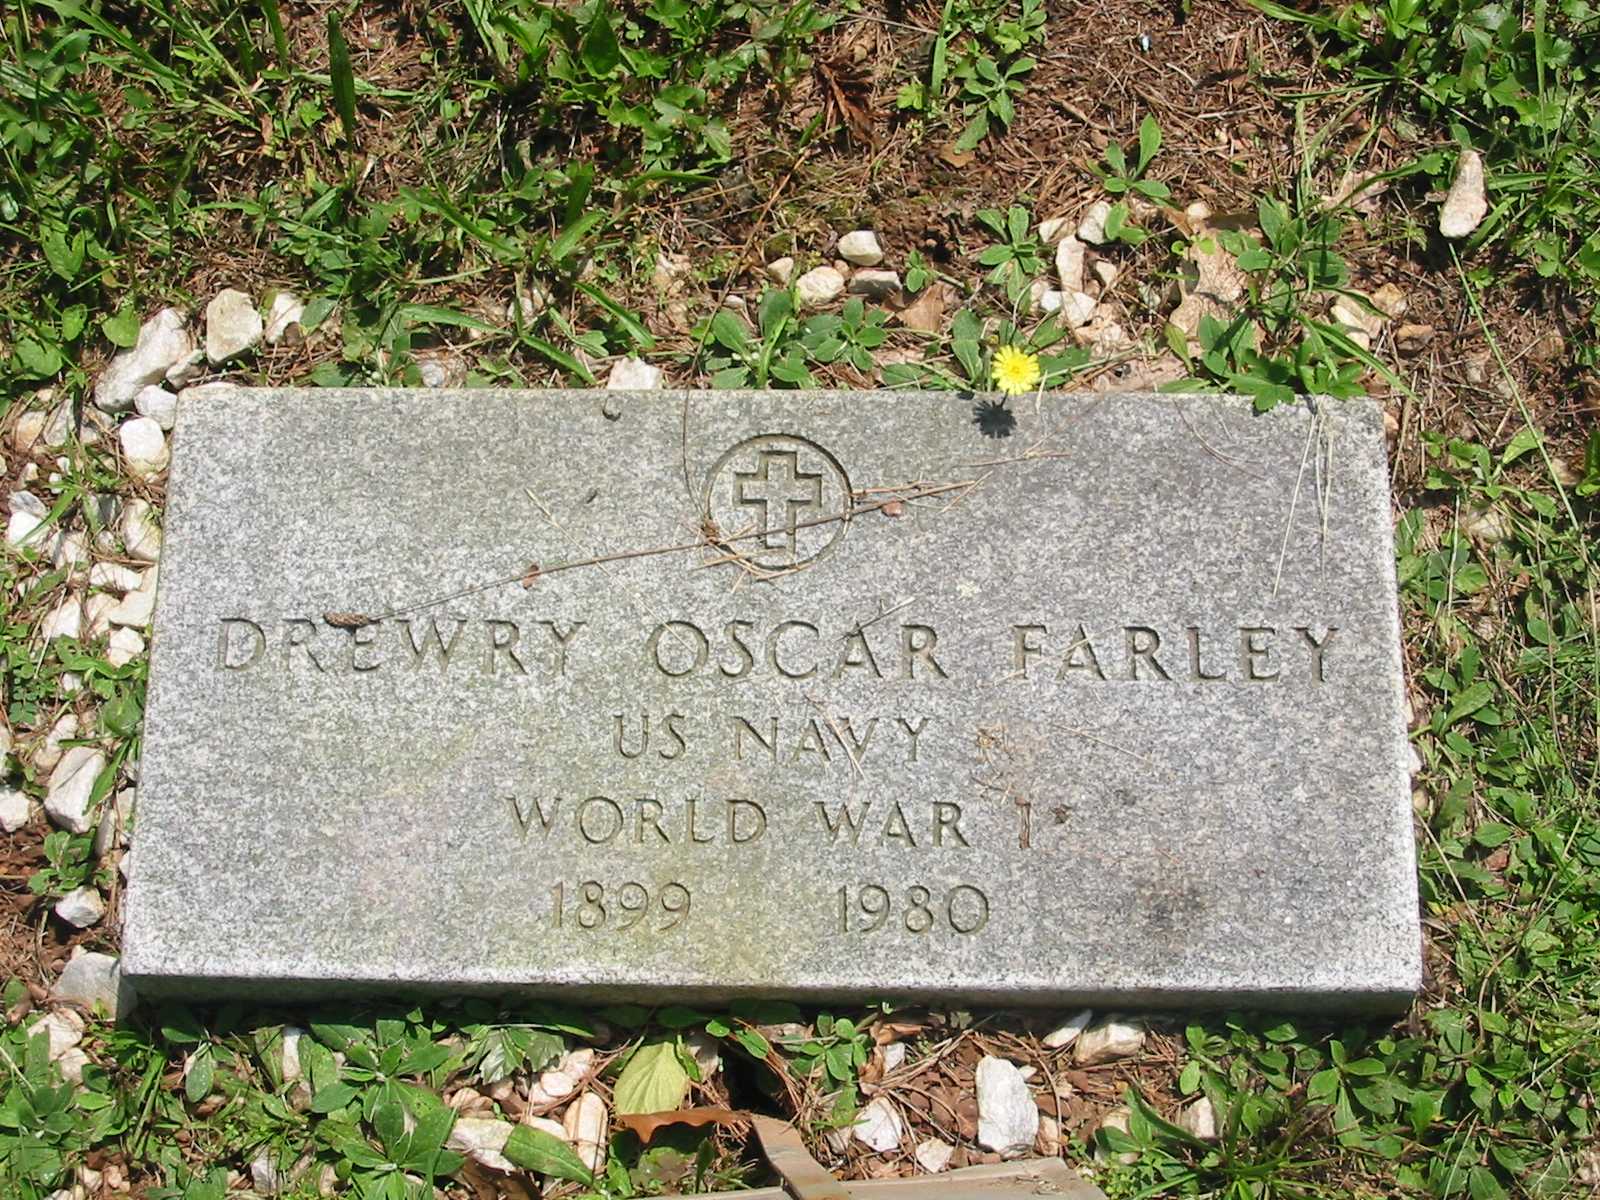 DREWRY OSCAR FARLEY
US NAVY
WORLD WAR I
1899 1980